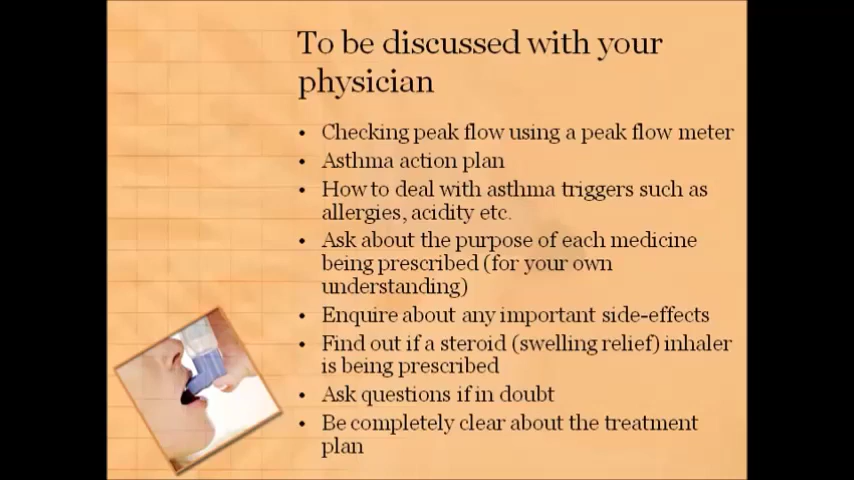 To be discussed with your
physician
• Checking peak flow using a peak flow meter
• Asthma action plan
• How to deal with asthma triggers such as
allergies, acidity etc.
• Ask about the purpose of each medicine
being prescribed (for your own
understanding)
• Enquire about any important side-effects
• Find out if a steroid (swelling relief) inhaler
is being prescribed
• Ask questions if in doubt
• Be completely clear about the treatment
plan